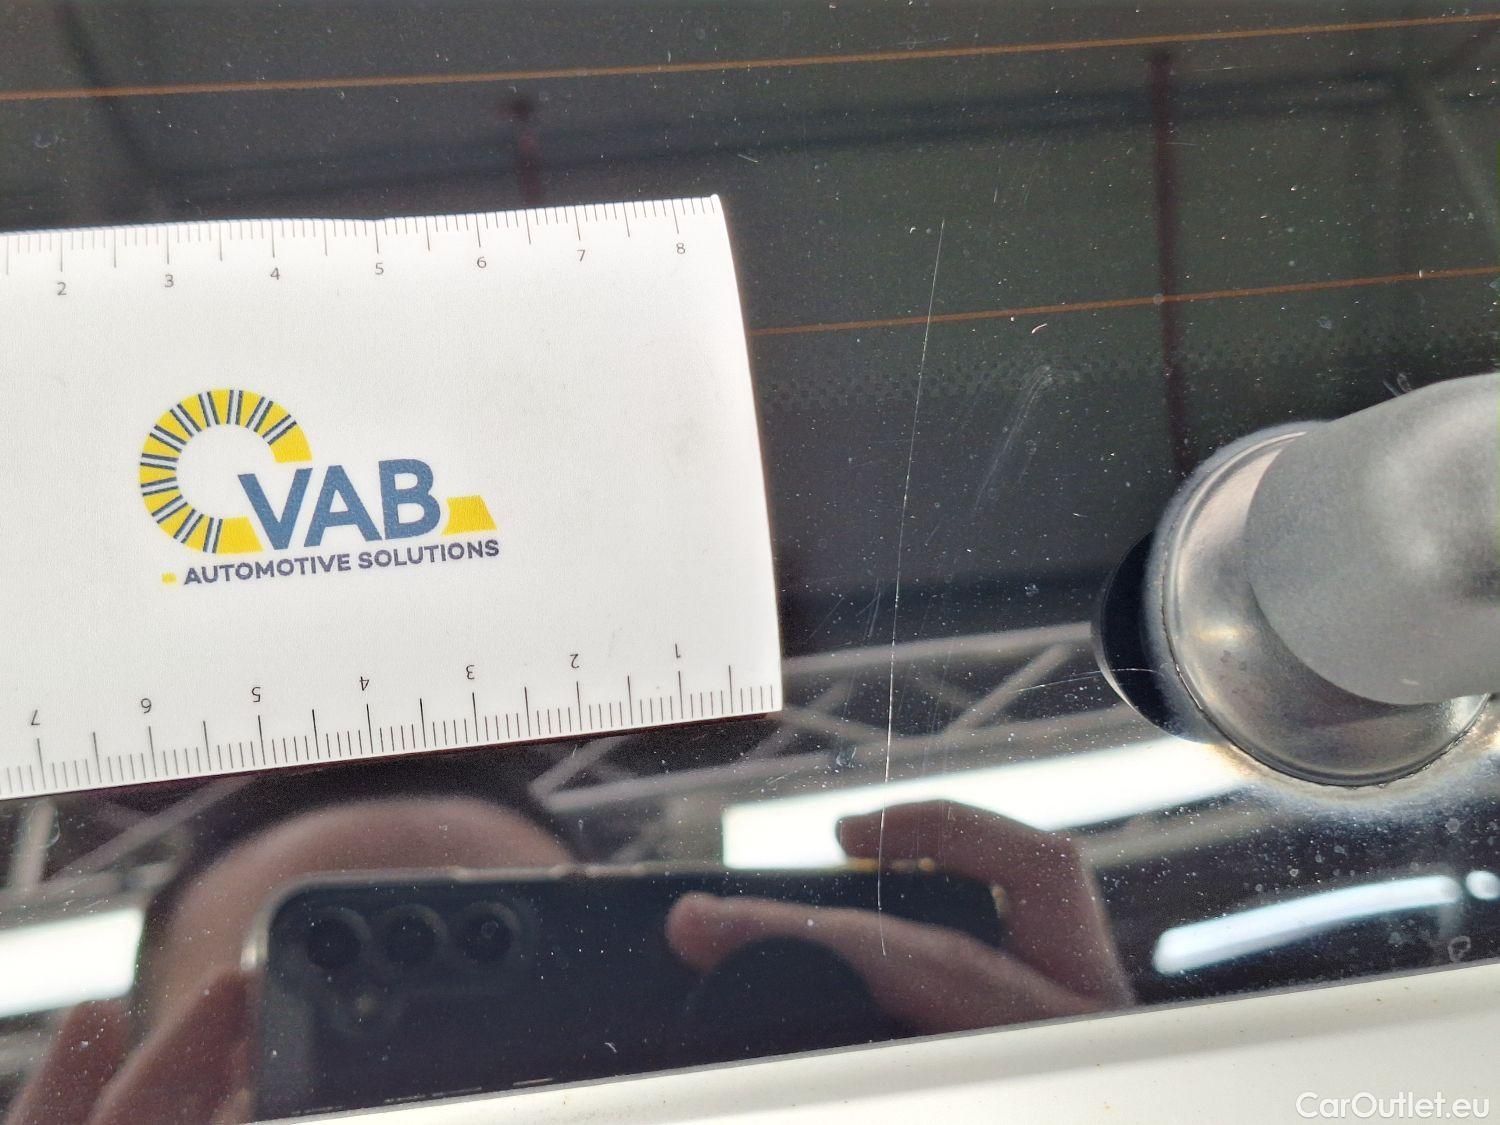 2 3 4 5 6 7 8
VAB
AUTOMOTIVE SOLUTIONS
7 6 5 4 3 2 1
CarOutlet.eu